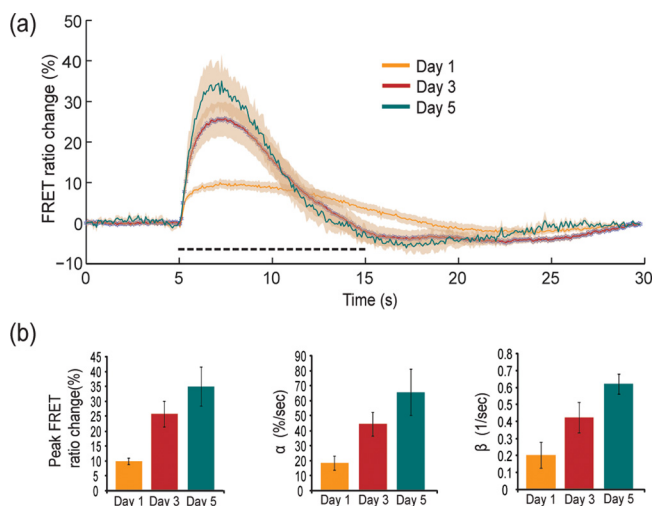 (a)
50
40
30
20
10
0
−10
FRET ratio change (%)
Day 1
Day 3
Day 5
0 5 10 15 20 25 30
Time (s)
(b)
Peak FRET
ratio change(%)
45
40
35
30
25
20
15
10
5
0
Day 1 Day 3 Day 5
α (%/sec)
90
80
70
60
50
40
30
20
10
0
Day 1 Day 3 Day 5
β (1/sec)
0.8
0.7
0.6
0.5
0.4
0.3
0.2
0.1
0
Day 1 Day 3 Day 5